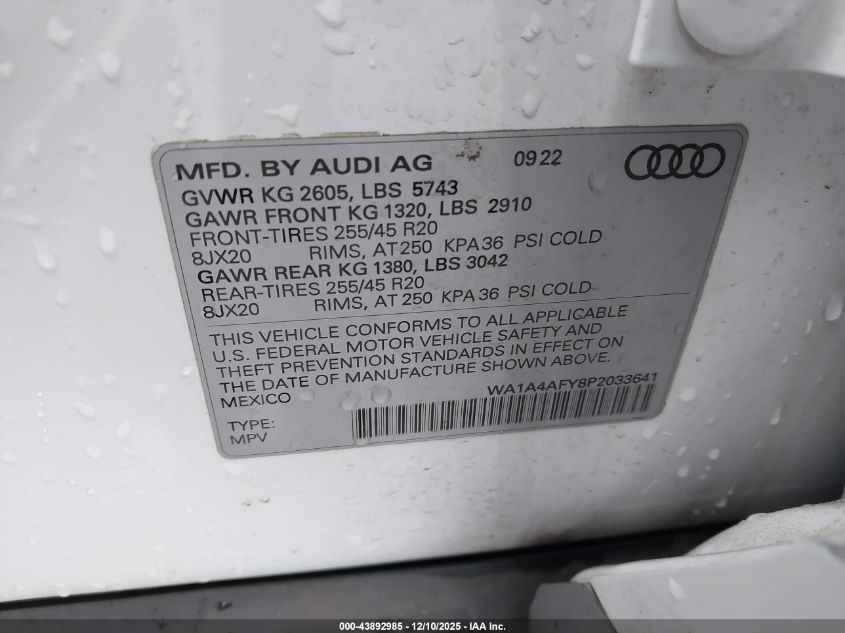 MFD. BY AUDI AG 09 22
GVWR KG 2605, LBS 5743
GAWR FRONT KG 1320, LBS 2910
FRONT-TIRES 255/45 R20
8JX20 RIMS, AT 250 KPA 36 PSI COLD
GAWR REAR KG 1380, LBS 3042
REAR-TIRES 255/45 R20
8JX20 RIMS, AT 250 KPA 36 PSI COLD
THIS VEHICLE CONFORMS TO ALL APPLICABLE
U.S. FEDERAL MOTOR VEHICLE SAFETY AND
THEFT PREVENTION STANDARDS IN EFFECT ON
THE DATE OF MANUFACTURE SHOWN ABOVE.
MEXICO WA1A4AFY8P2033641
TYPE:
MPV
000-43892985 - 12/10/2025 - IAA Inc.